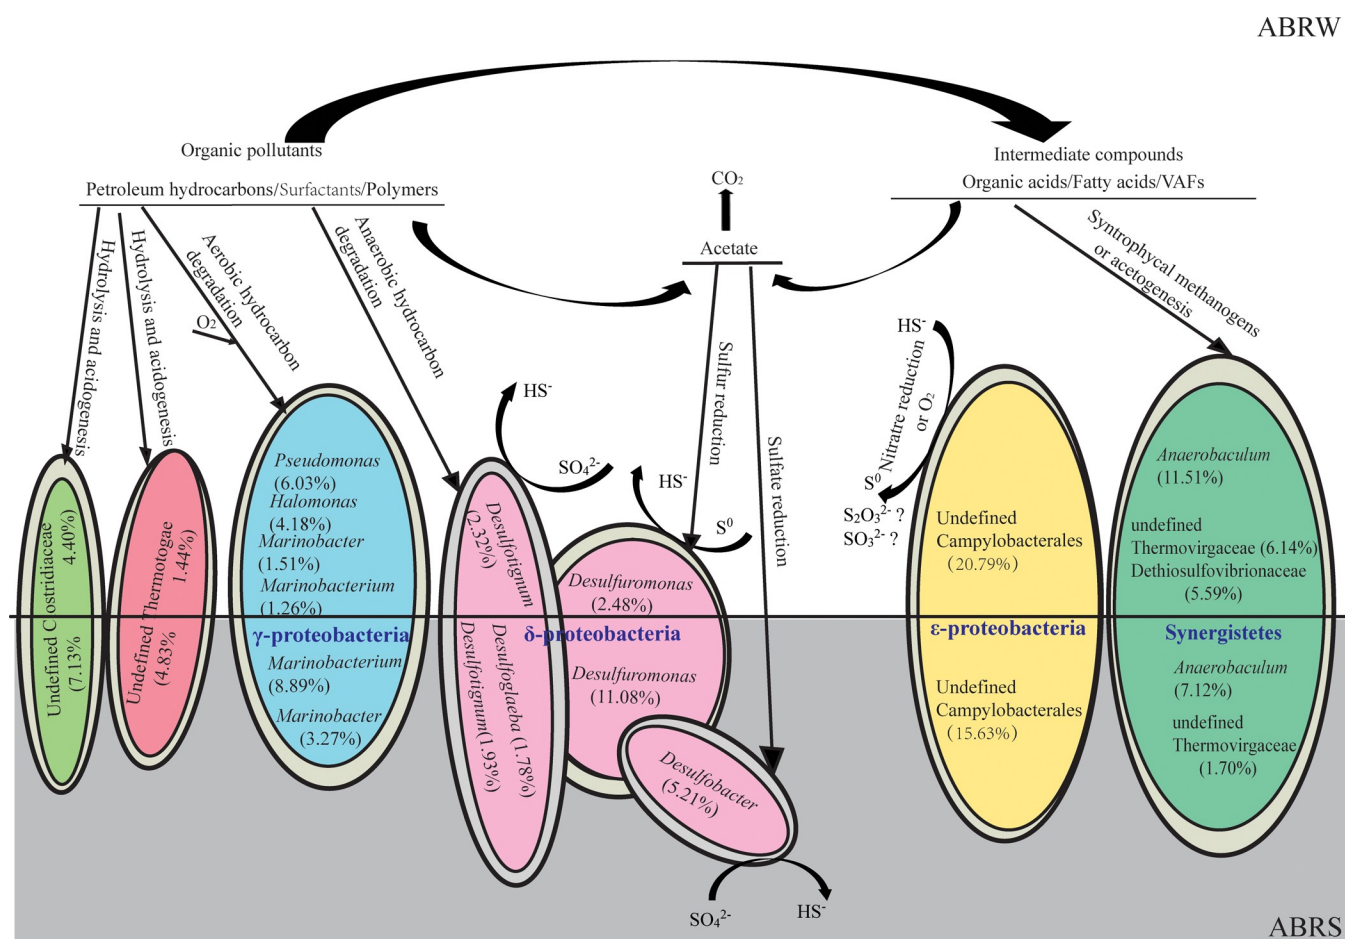 ABRW
Organic pollutants
Petroleum hydrocarbons/Surfactants/Polymers
Intermediate compounds
Organic acids/Fatty acids/VAFs
CO₂
Acetate
Hydrolysis and acidogenesis
Hydrolysis and acidogenesis
Aerobic hydrocarbon
degradation
O₂
Anaerobic hydrocarbon
degradation
Sulfur reduction
Sulfate reduction
Syntrophycal methanogens
or acetogenesis
HS⁻
Nitratre reduction
or O₂
S⁰
S₂O₃²⁻ ?
SO₃²⁻ ?
HS⁻
SO₄²⁻
HS⁻
S⁰
Undefined Clostridiaceae
4.40%)
(7.13%
Undefined Thermotogae
1.44%)
(4.83%
Pseudomonas
(6.03%)
Halomonas
(4.18%)
Marinobacter
(1.51%)
Marinobacterium
(1.26%)
γ-proteobacteria
Marinobacterium
(8.89%)
Marinobacter
(3.27%)
Desulfotignum
(2.32%)
Desulfoglaeba (1.78%)
Desulfotignum(1.93%)
Desulfuromonas
(2.48%)
δ-proteobacteria
Desulfuromonas
(11.08%)
Desulfobacter
(5.21%)
SO₄²⁻
HS⁻
Undefined
Campylobacterales
(20.79%)
ε-proteobacteria
Undefined
Campylobacterales
(15.63%)
Anaerobaculum
(11.51%)
undefined
Thermovirgaceae (6.14%)
Dethiosulfovibrionaceae
(5.59%)
Synergistetes
Anaerobaculum
(7.12%)
undefined
Thermovirgaceae
(1.70%)
ABRS